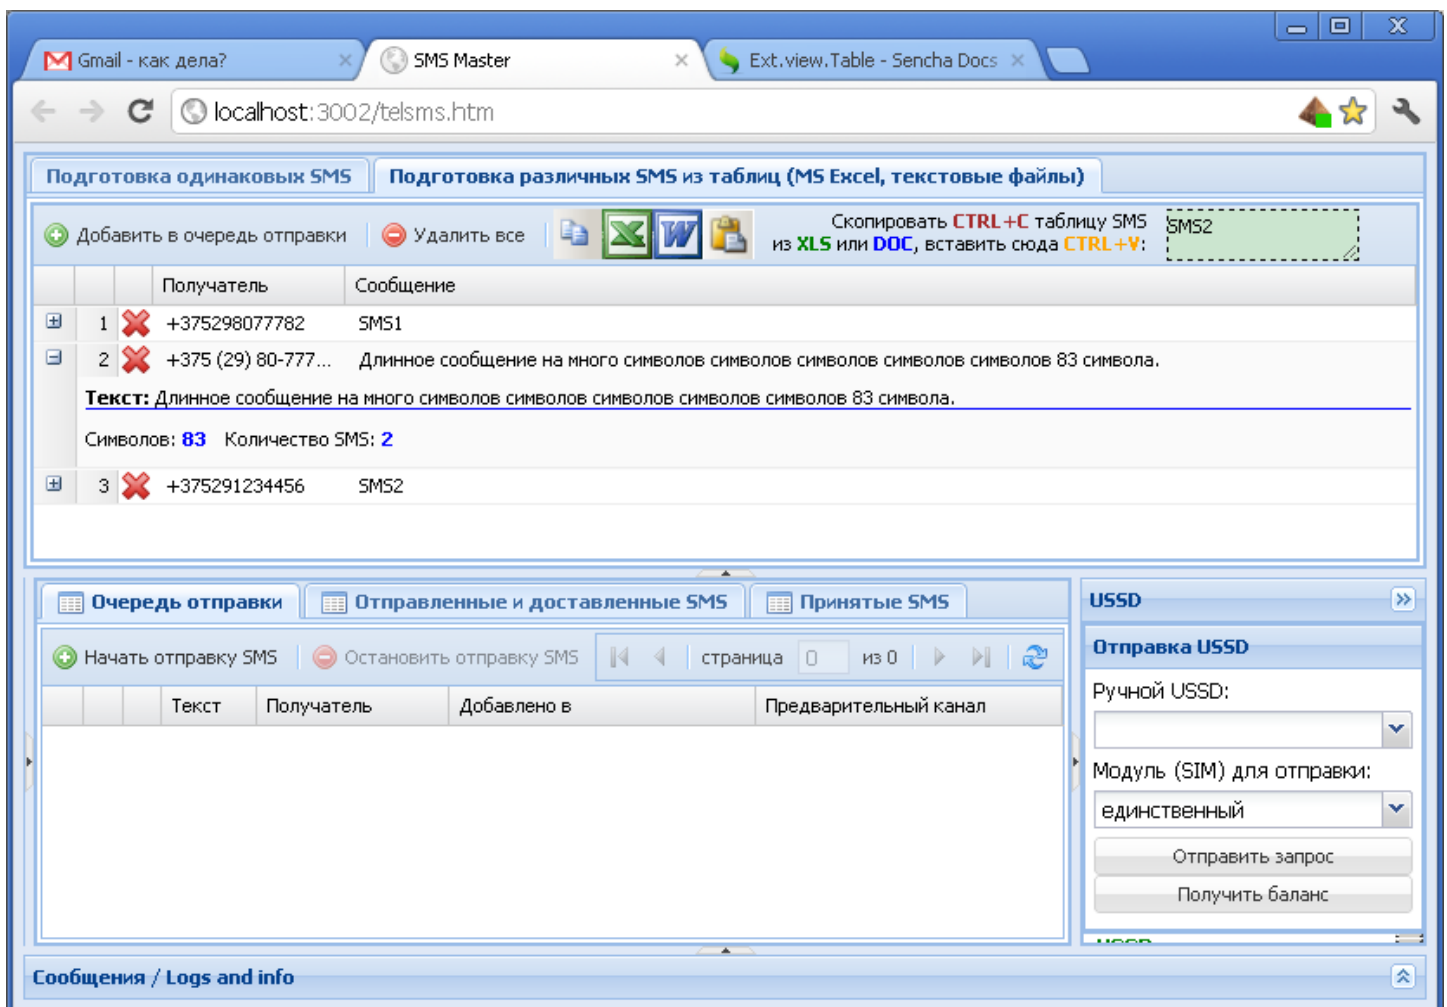 Gmail - как дела?
SMS Master
Ext.view.Table - Sencha Docs
localhost:3002/telsms.htm
Подготовка одинаковых SMS
Подготовка различных SMS из таблиц (MS Excel, текстовые файлы)
Добавить в очередь отправки
Удалить все
Скопировать CTRL+C таблицу SMS
из XLS или DOC, вставить сюда CTRL+V:
SMS2
Получатель Сообщение
1 +375298077782 SMS1
2 +375 (29) 80-777... Длинное сообщение на много символов символов символов символов символов 83 символа.
Текст: Длинное сообщение на много символов символов символов символов символов 83 символа.
Символов: 83 Количество SMS: 2
3 +375291234456 SMS2
Очередь отправки
Отправленные и доставленные SMS
Принятые SMS
Начать отправку SMS
Остановить отправку SMS
страница 0 из 0
Текст Получатель Добавлено в Предварительный канал
USSD
Отправка USSD
Ручной USSD:
Модуль (SIM) для отправки:
единственный
Отправить запрос
Получить баланс
Сообщения / Logs and info